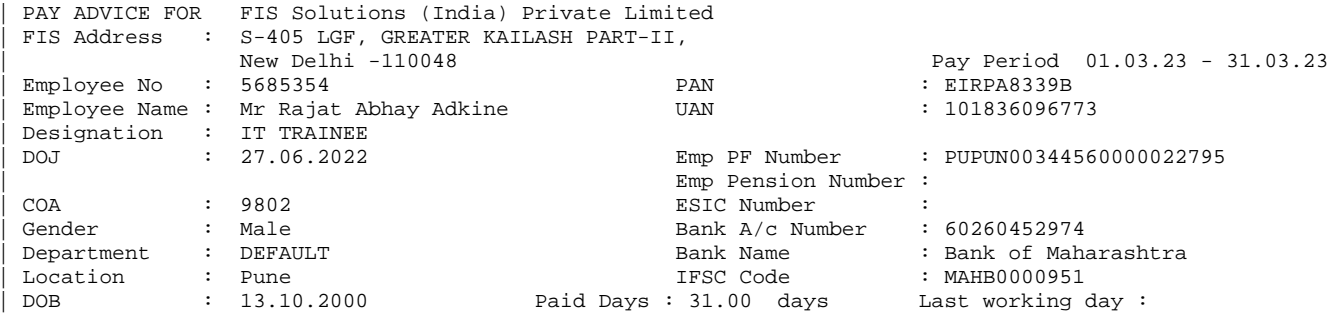 | PAY ADVICE FOR FIS Solutions (India) Private Limited
| FIS Address : S-405 LGF, GREATER KAILASH PART-II,
| New Delhi -110048 Pay Period 01.03.23 - 31.03.23
| Employee No : 5685354 PAN : EIRPA8339B
| Employee Name : Mr Rajat Abhay Adkine UAN : 101836096773
| Designation : IT TRAINEE
| DOJ : 27.06.2022 Emp PF Number : PUPUN00344560000022795
| Emp Pension Number :
| COA : 9802 ESIC Number :
| Gender : Male Bank A/c Number : 60260452974
| Department : DEFAULT Bank Name : Bank of Maharashtra
| Location : Pune IFSC Code : MAHB0000951
| DOB : 13.10.2000 Paid Days : 31.00 days Last working day :